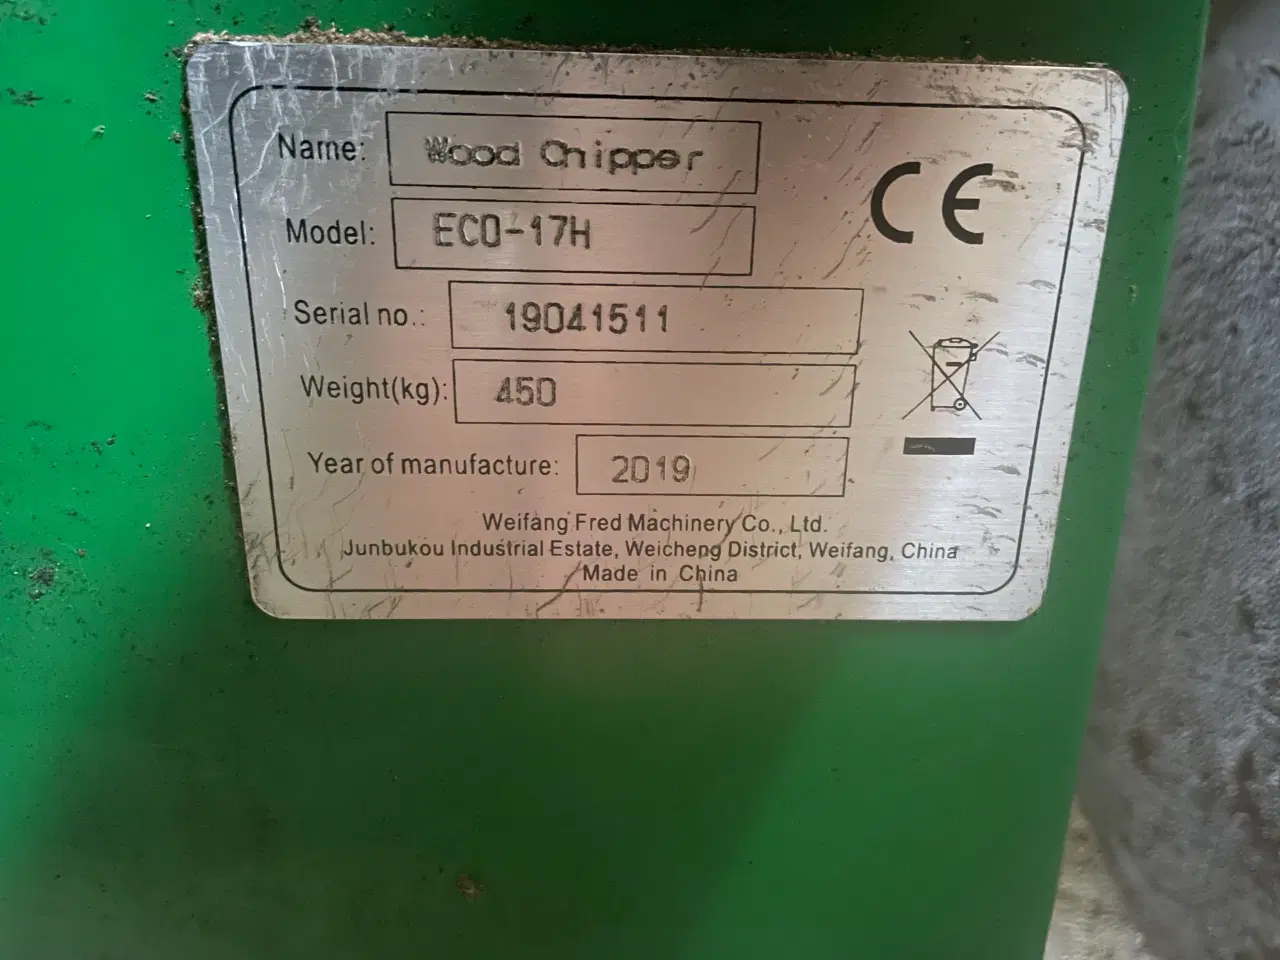 Name: Wood Chipper
Model: ECO-17H
Serial no.: 19041511
Weight(kg): 450
Year of manufacture: 2019
Weifang Fred Machinery Co., Ltd.
Junbukou Industrial Estate, Weicheng District, Weifang, China
Made in China
CE